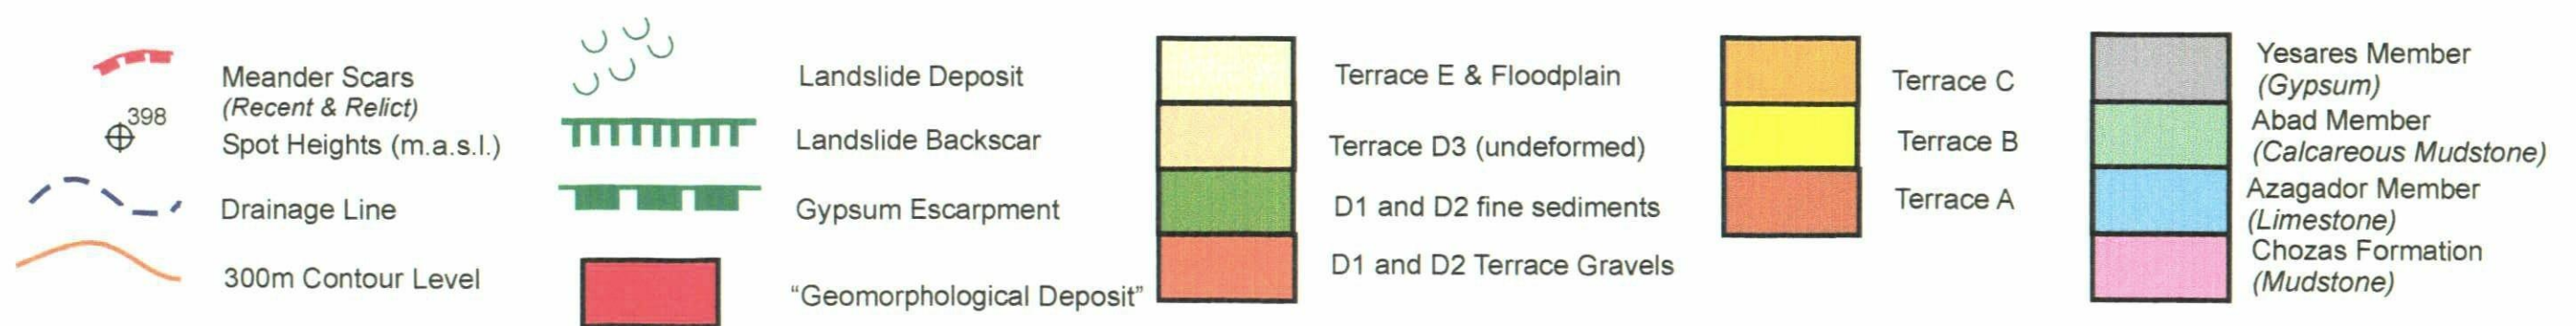 Meander Scars
(Recent & Relict)
398
Spot Heights (m.a.s.l.)
Drainage Line
300m Contour Level
Landslide Deposit
Landslide Backscar
Gypsum Escarpment
“Geomorphological Deposit”
Terrace E & Floodplain
Terrace D3 (undeformed)
D1 and D2 fine sediments
D1 and D2 Terrace Gravels
Terrace C
Terrace B
Terrace A
Yesares Member
(Gypsum)
Abad Member
(Calcareous Mudstone)
Azagador Member
(Limestone)
Chozas Formation
(Mudstone)